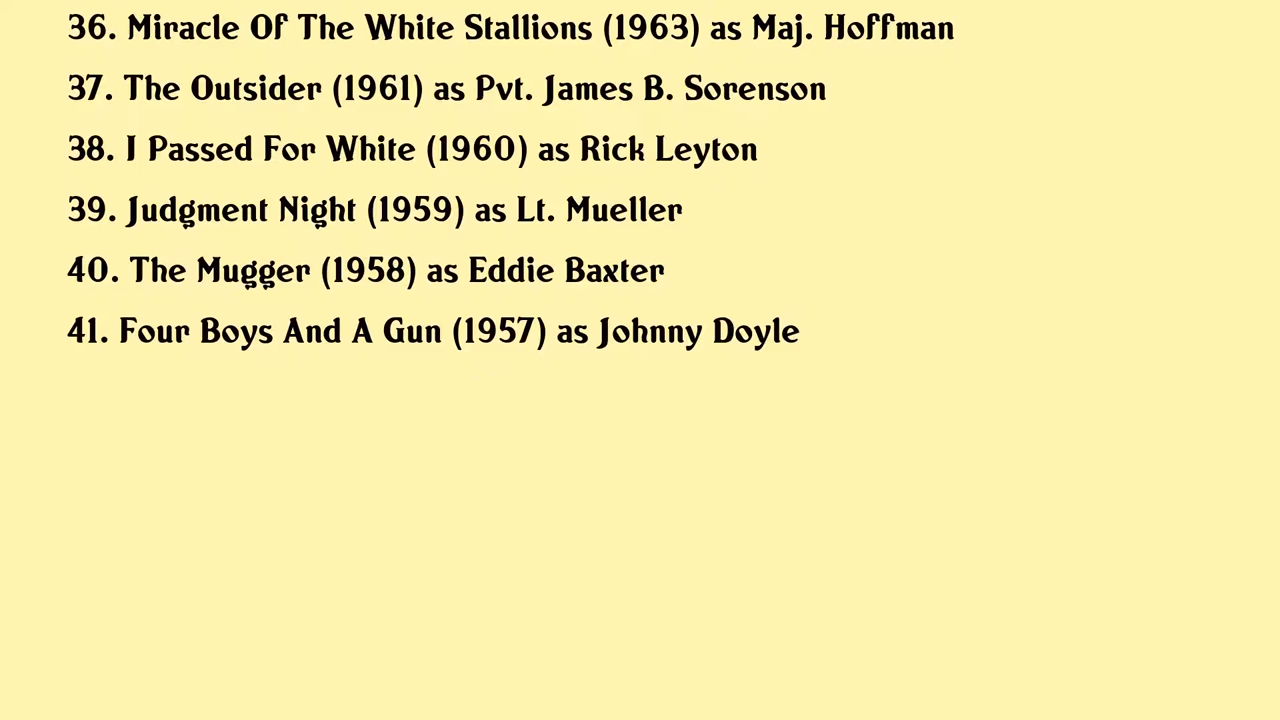 36. Miracle Of The White Stallions (1963) as Maj. Hoffman
37. The Outsider (1961) as Pvt. James B. Sorenson
38. I Passed For White (1960) as Rick Leyton
39. Judgment Night (1959) as Lt. Mueller
40. The Mugger (1958) as Eddie Baxter
41. Four Boys And A Gun (1957) as Johnny Doyle